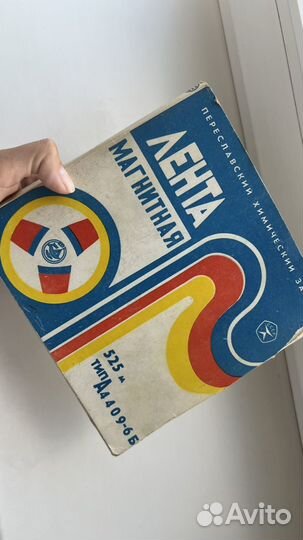 ПЕРЕСЛАВСКИЙ ХИМИЧЕСКИЙ ЗА
ЛЕНТА
МАГНИТНАЯ
525 м
ТИП А4409-6Б
Avito